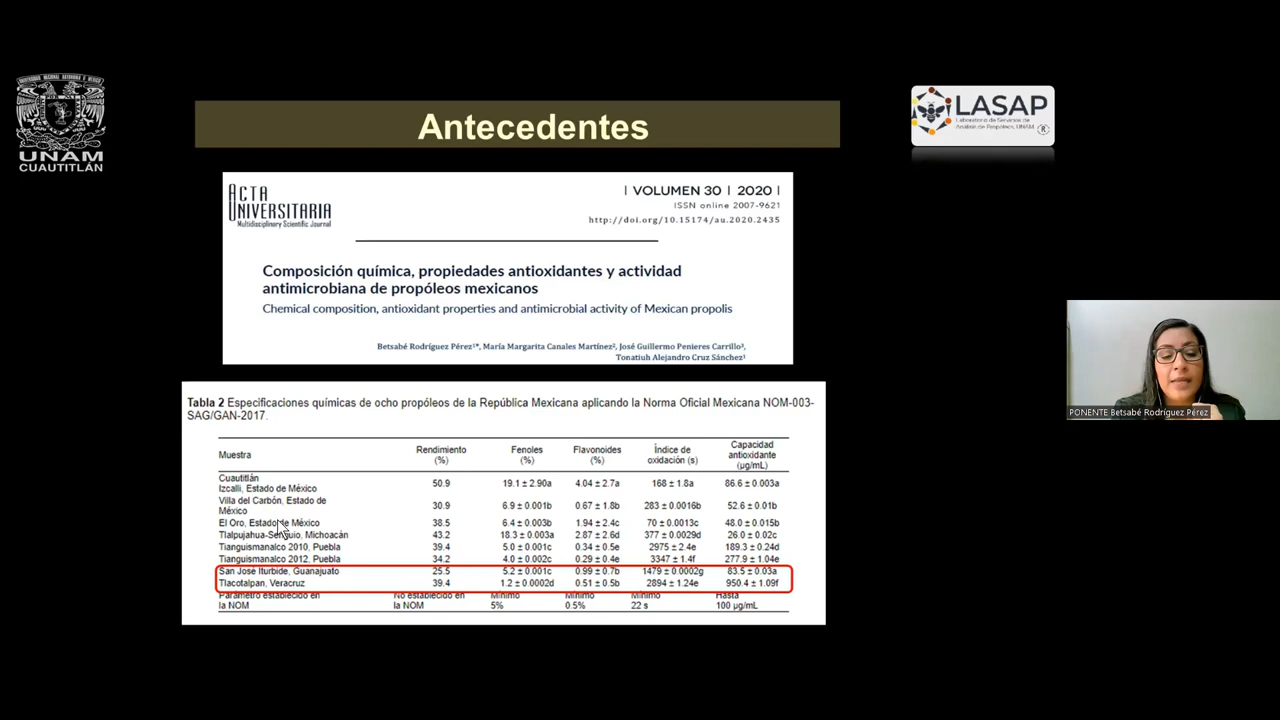 UNAM
CUAUTITLÁN
Antecedentes
LASAP
Laboratorio de Servicios de
Análisis de Propóleos, UNAM
ACTA
UNIVERSITARIA
Multidisciplinary Scientific Journal
| VOLUMEN 30 | 2020 |
ISSN online 2007-9621
http://doi.org/10.15174/au.2020.2435
Composición química, propiedades antioxidantes y actividad
antimicrobiana de propóleos mexicanos
Chemical composition, antioxidant properties and antimicrobial activity of Mexican propolis
Betsabé Rodríguez Pérez¹*, María Margarita Canales Martínez², José Guillermo Penieres Carrillo³,
Tonatiuh Alejandro Cruz Sánchez¹
Tabla 2 Especificaciones químicas de ocho propóleos de la República Mexicana aplicando la Norma Oficial Mexicana NOM-003-
SAG/GAN-2017.
Muestra Rendimiento (%) Fenoles (%) Flavonoides (%) Índice de oxidación (s) Capacidad antioxidante (µg/mL)
Cuautitlán
Izcalli, Estado de México 50.9 19.1 ± 2.90a 4.04 ± 2.7a 168 ± 1.8a 86.6 ± 0.003a
Villa del Carbón, Estado de
México 30.9 6.9 ± 0.001b 0.67 ± 1.8b 283 ± 0.0016b 52.6 ± 0.01b
El Oro, Estado de México 38.5 6.4 ± 0.003b 1.94 ± 2.4c 70 ± 0.0013c 48.0 ± 0.015b
Tlalpujahua-Senguio, Michoacán 43.2 18.3 ± 0.003a 2.87 ± 2.6d 377 ± 0.0029d 26.0 ± 0.02c
Tianguismanalco 2010, Puebla 39.4 5.0 ± 0.001c 0.34 ± 0.5e 2975 ± 2.4e 189.3 ± 0.24d
Tianguismanalco 2012, Puebla 34.2 4.0 ± 0.002c 0.29 ± 0.4e 3347 ± 1.4f 277.9 ± 1.04e
San José Iturbide, Guanajuato 25.5 5.2 ± 0.001c 0.99 ± 0.7b 1479 ± 0.0002g 83.5 ± 0.03a
Tlacotalpan, Veracruz 39.4 1.2 ± 0.0002d 0.51 ± 0.5b 2894 ± 1.24e 950.4 ± 1.09f
Parámetro establecido en No establecido en Mínimo Mínimo Mínimo Hasta
la NOM la NOM 5% 0.5% 22 s 100 µg/mL
PONENTE Betsabé Rodríguez Pérez